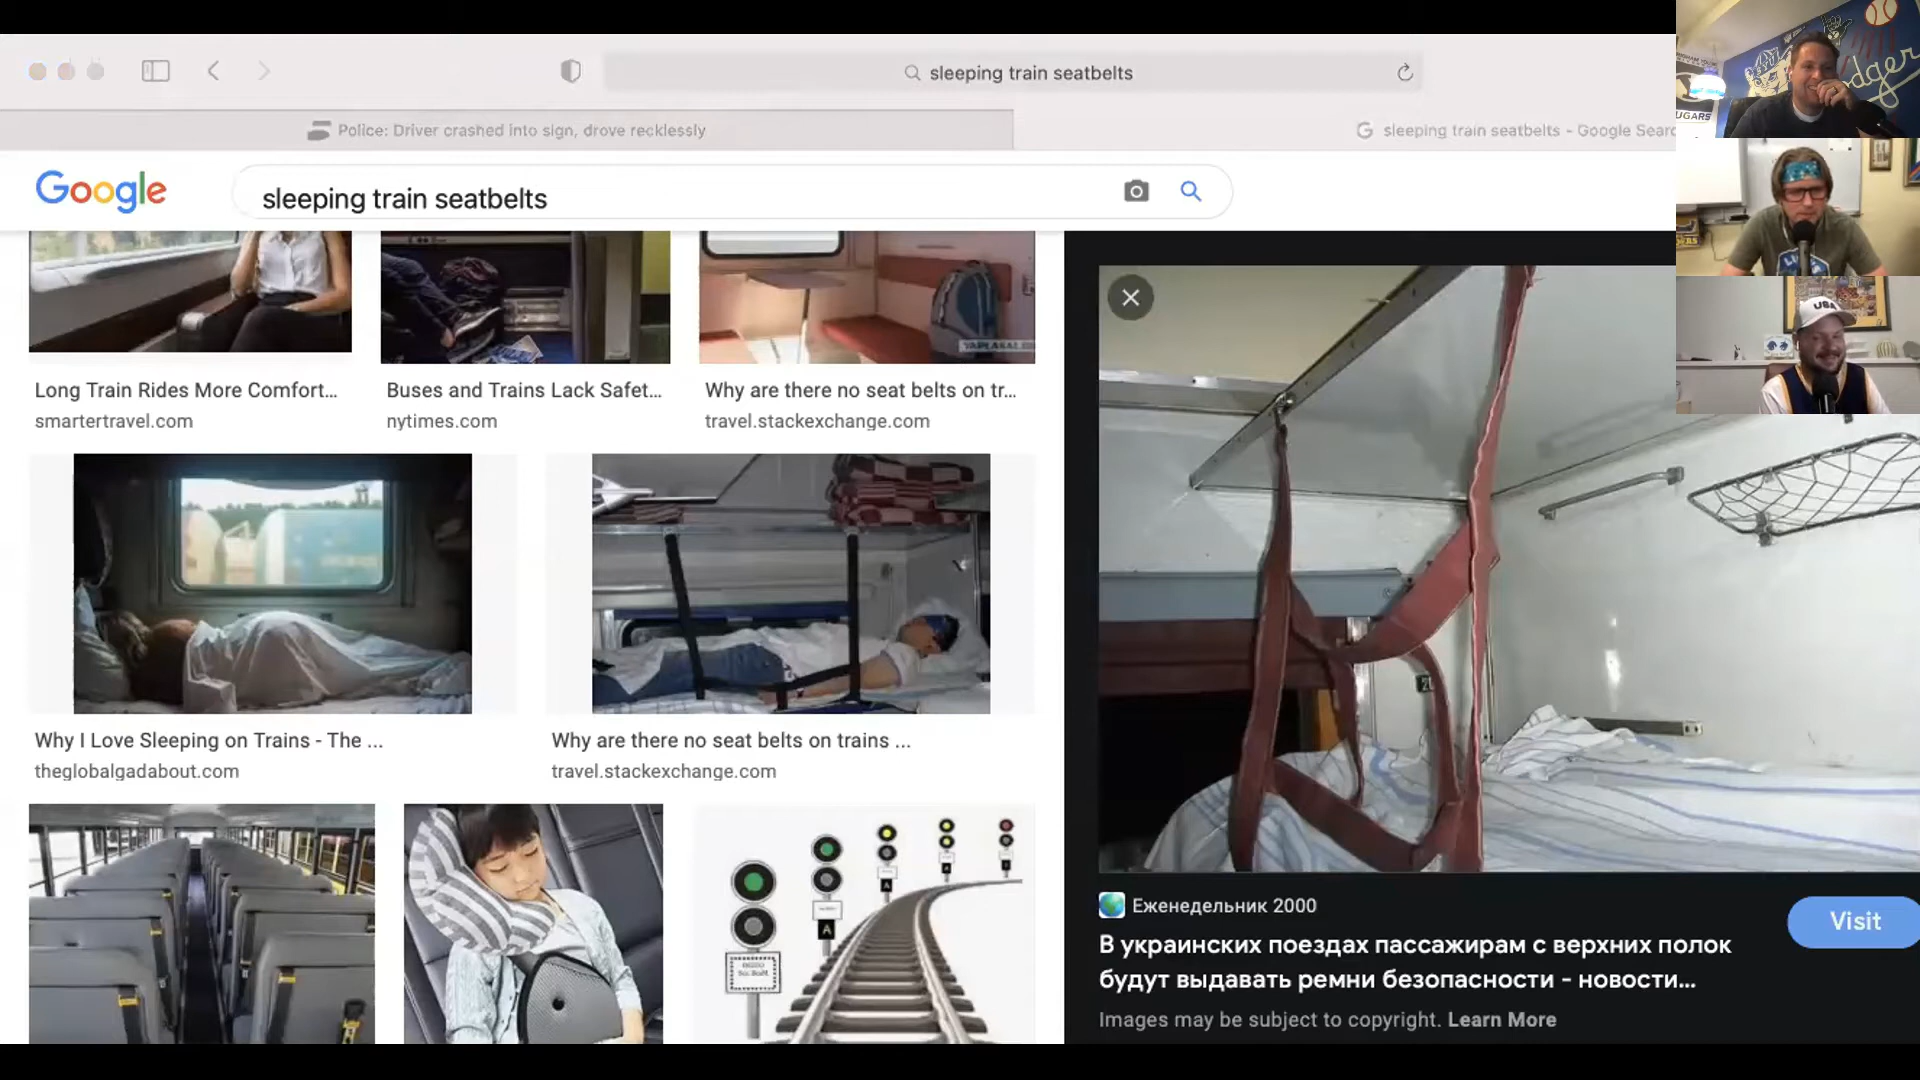 sleeping train seatbelts
Police: Driver crashed into sign, drove recklessly
sleeping train seatbelts - Google Sear
Google
sleeping train seatbelts
Long Train Rides More Comfort...
smartertravel.com
Buses and Trains Lack Safet...
nytimes.com
Why are there no seat belts on tr...
travel.stackexchange.com
Why I Love Sleeping on Trains - The ...
theglobalgadabout.com
Why are there no seat belts on trains ...
travel.stackexchange.com
A
A
A
A
Еженедельник 2000
Visit
В украинских поездах пассажирам с верхних полок
будут выдавать ремни безопасности - новости...
Images may be subject to copyright. Learn More
odgers
UGARS
USA